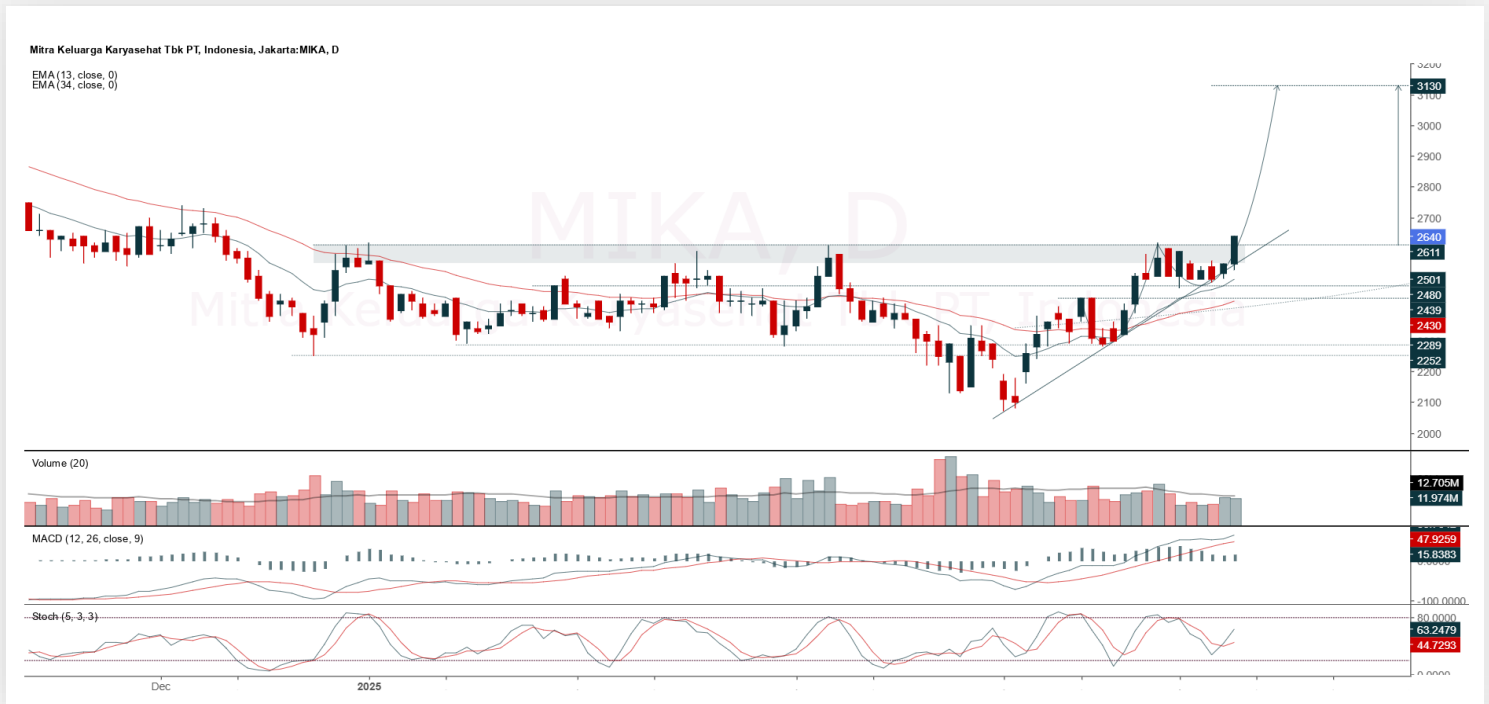 Mitra Keluarga Karyasehat Tbk PT, Indonesia, Jakarta:MIKA, D
EMA (13, close, 0)
EMA (34, close, 0)
MIKA, D
3200
3130
3100
3000
2900
2800
2700
2640
2611
2501
2480
2439
2430
2289
2252
2200
2100
2000
Volume (20)
12.705M
11.974M
MACD (12, 26, close, 9)
47.9259
15.8383
0.0000
-100.0000
Stoch (5, 3, 3)
80.0000
63.2479
44.7293
0.0000
Dec
2025